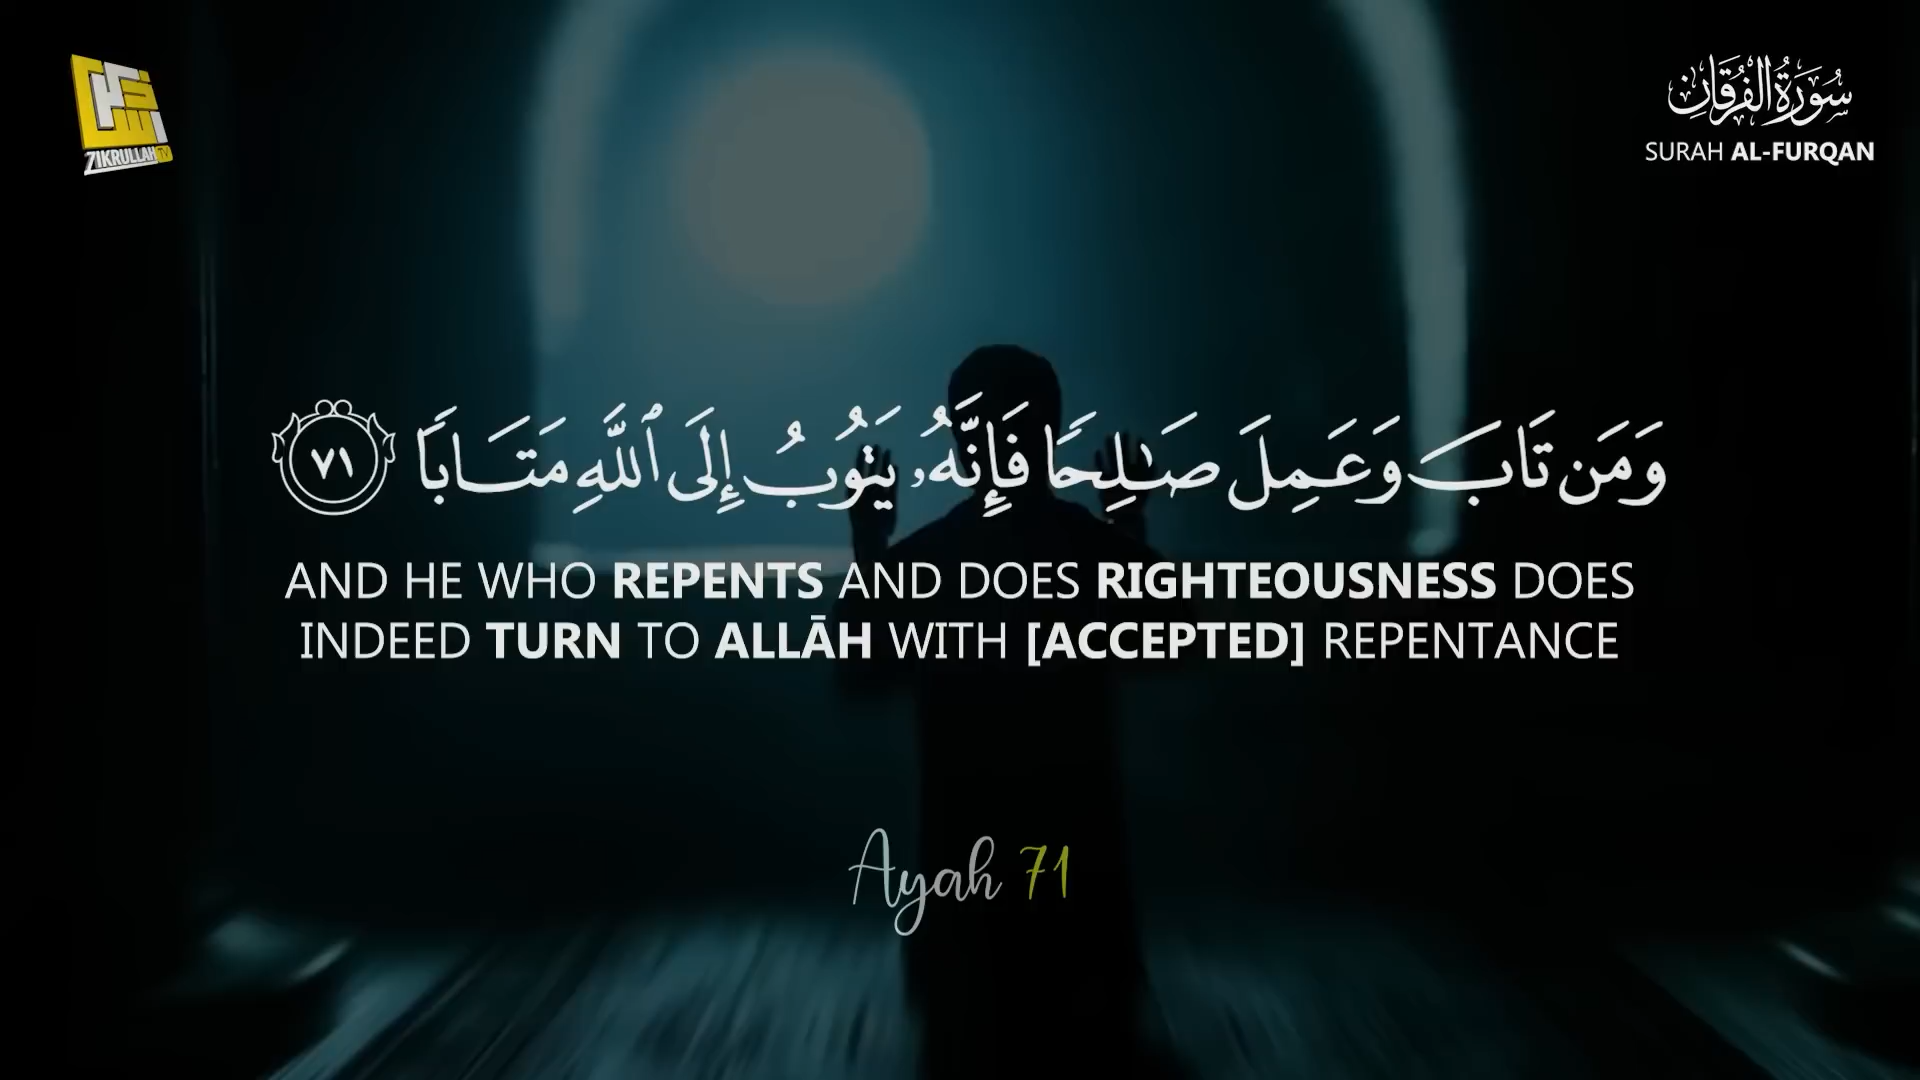 ZIKRULLAH TV
سُورَةُ الْفُرْقَانِ
SURAH AL-FURQAN
وَمَن تَابَ وَعَمِلَ صَـٰلِحًا فَإِنَّهُۥ يَتُوبُ إِلَى ٱللَّهِ مَتَابًا ٧١
AND HE WHO REPENTS AND DOES RIGHTEOUSNESS DOES
INDEED TURN TO ALLĀH WITH [ACCEPTED] REPENTANCE
Ayah 71